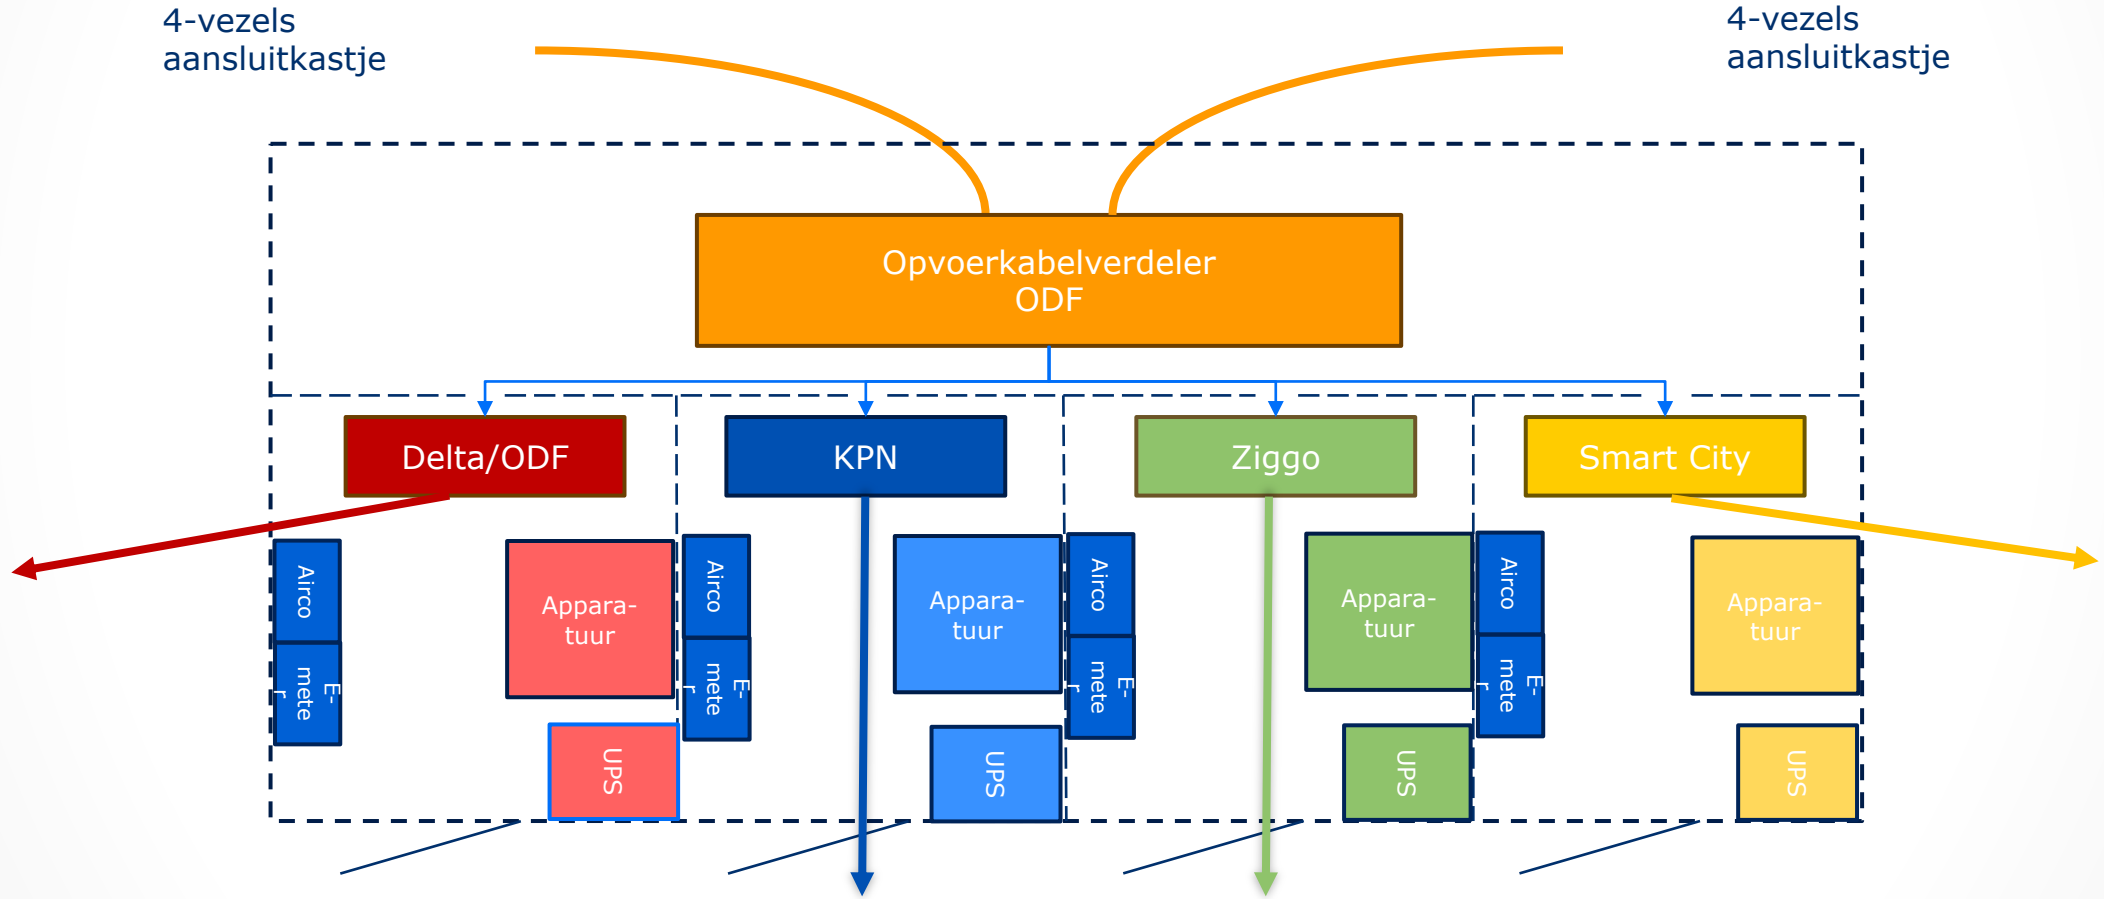 4-vezels
aansluitkastje
4-vezels
aansluitkastje
Opvoerkabelverdeler
ODF
Delta/ODF
KPN
Ziggo
Smart City
Airco
E-
mete
r
Appara-
tuur
UPS
Airco
E-
mete
r
Appara-
tuur
UPS
Airco
E-
mete
r
Appara-
tuur
UPS
Airco
E-
mete
r
Appara-
tuur
UPS